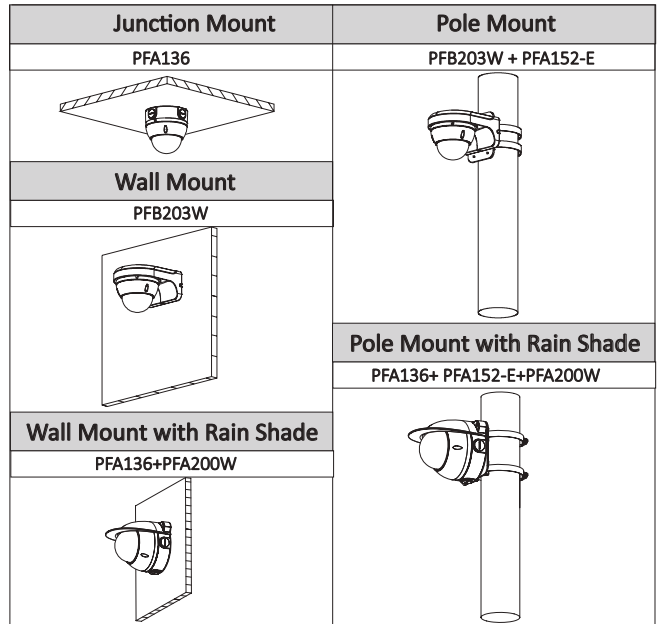 Junction Mount
PFA136
Wall Mount
PFB203W
Wall Mount with Rain Shade
PFA136+PFA200W
Pole Mount
PFB203W + PFA152-E
Pole Mount with Rain Shade
PFA136+ PFA152-E+PFA200W